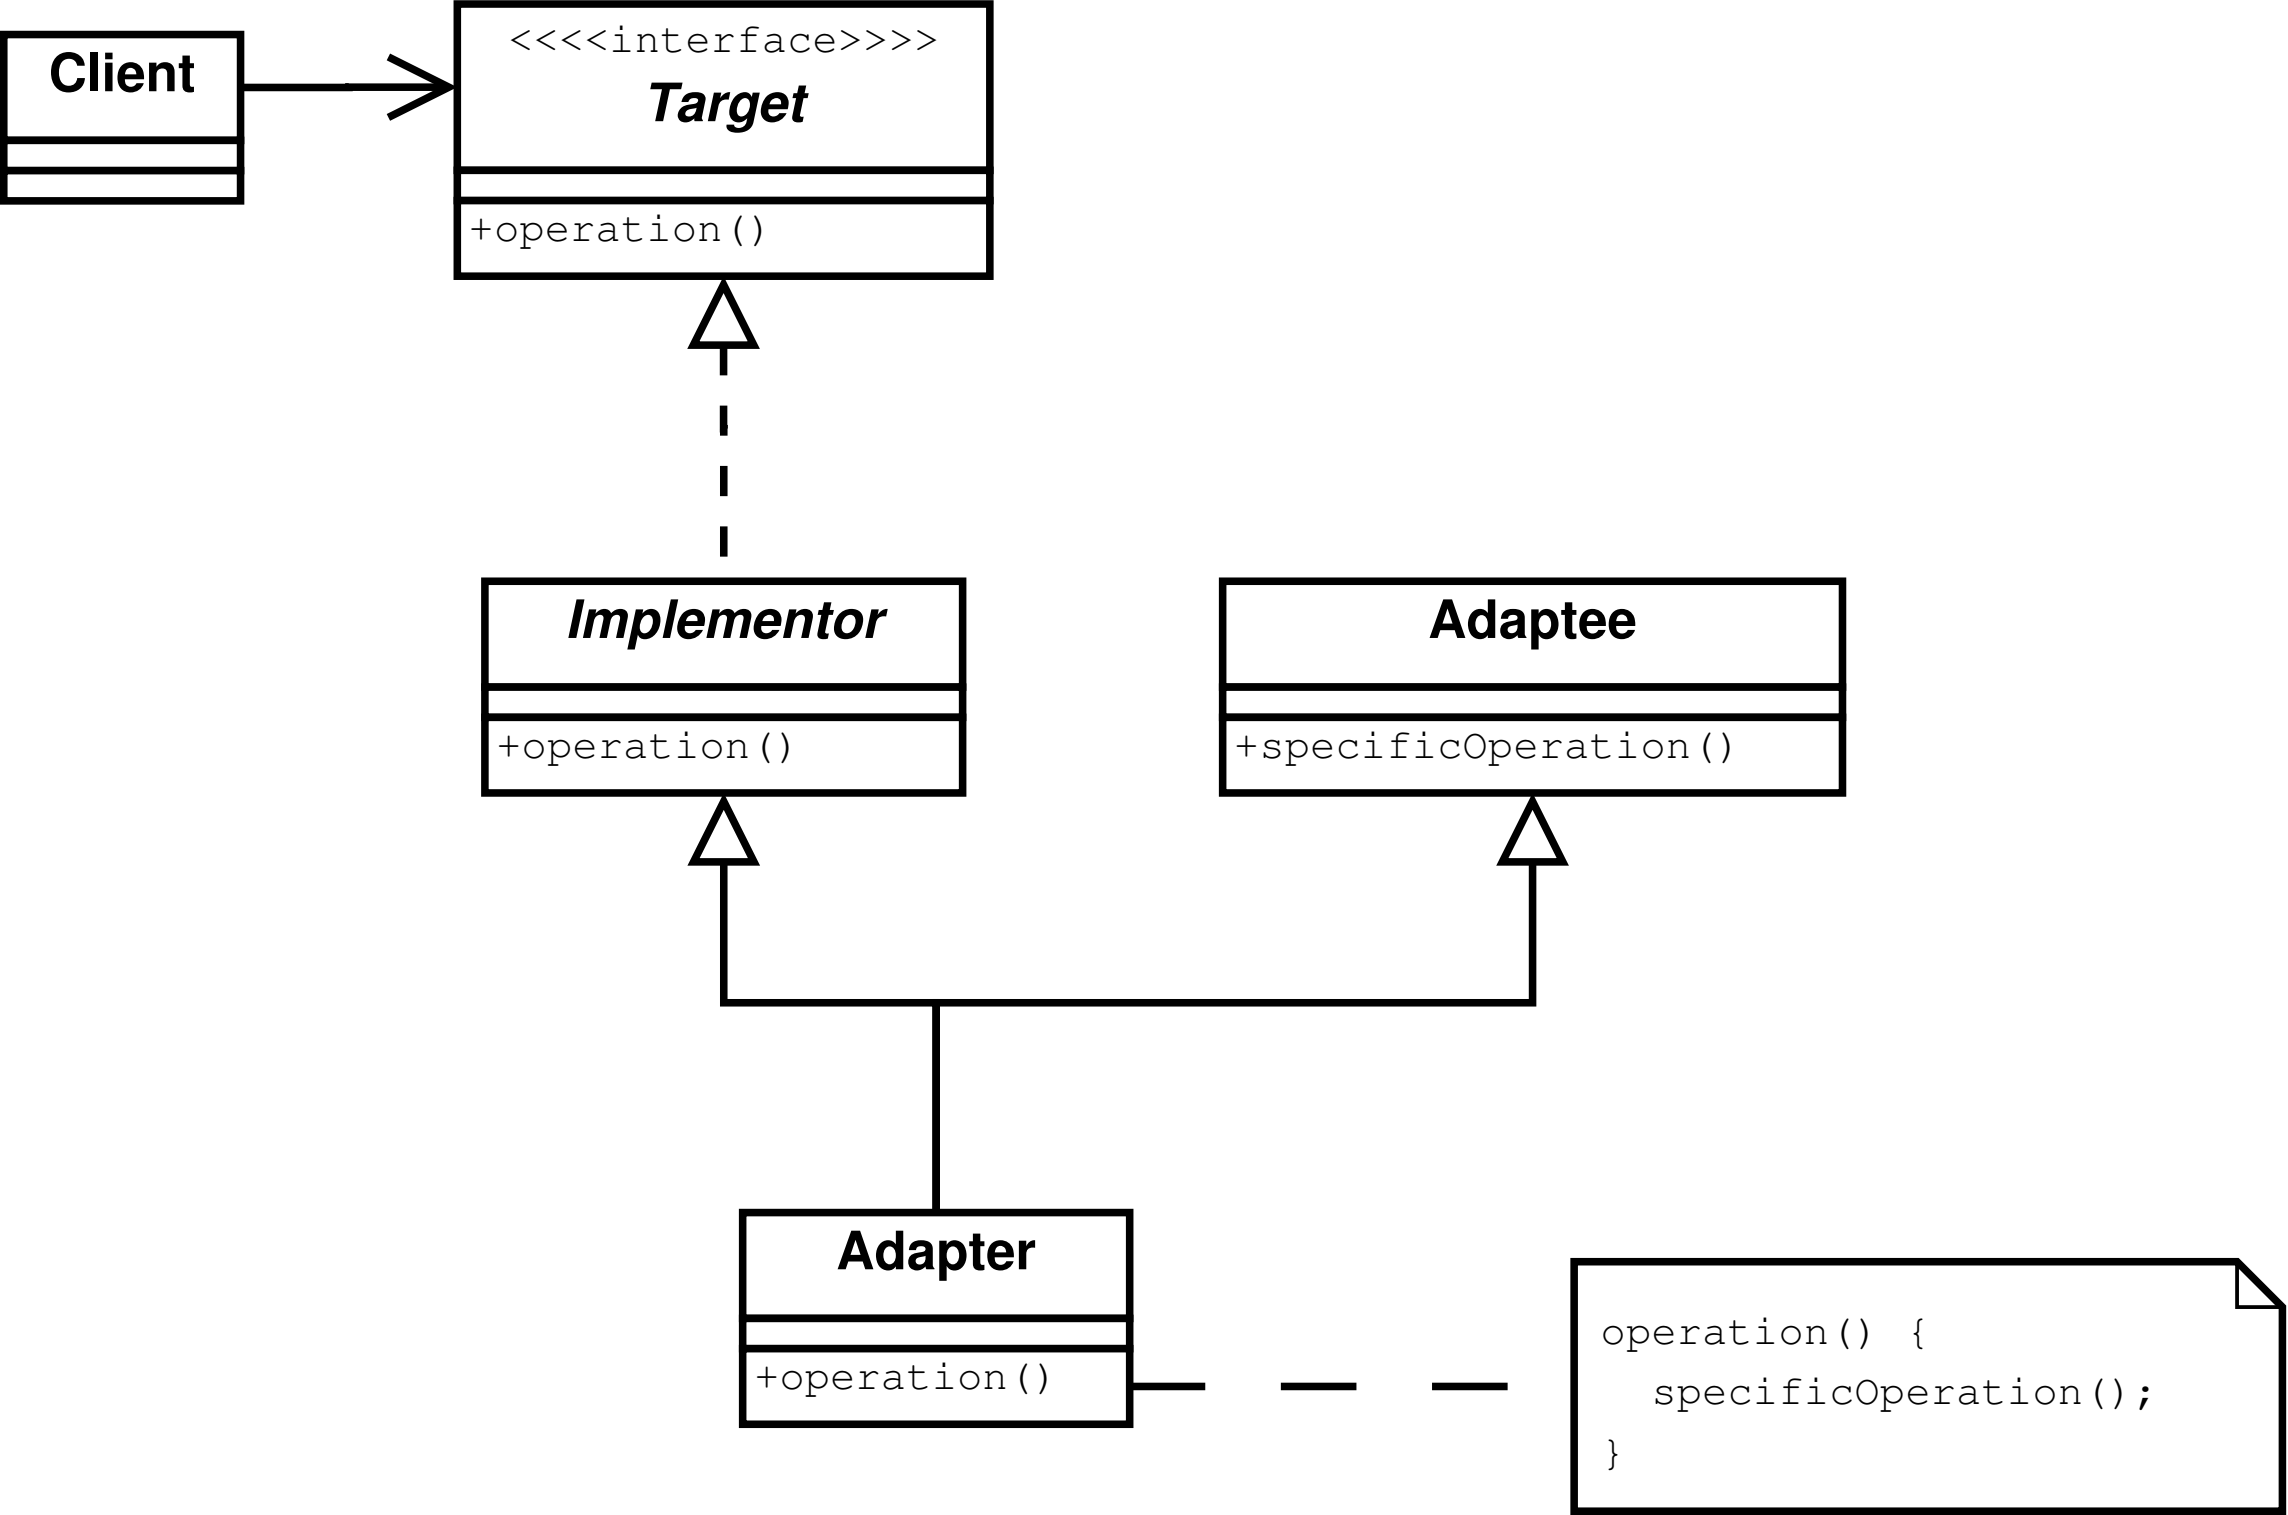 Client
<<<<interface>>>>
Target
+operation()
Implementor
+operation()
Adaptee
+specificOperation()
Adapter
+operation()
operation() {
  specificOperation();
}